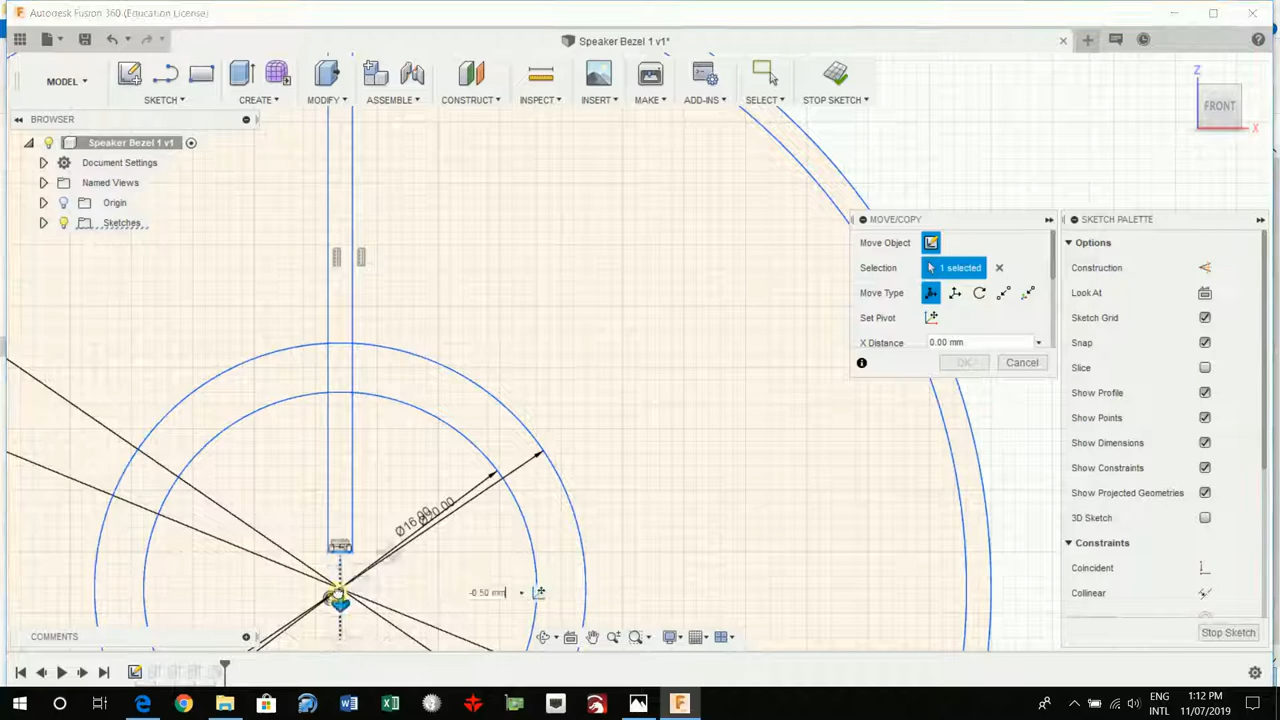 Autodesk Fusion 360 (Education License)
Speaker Bezel 1 v1*
MODEL
SKETCH
CREATE
MODIFY
ASSEMBLE
CONSTRUCT
INSPECT
INSERT
MAKE
ADD-INS
SELECT
STOP SKETCH
Z
FRONT
X
BROWSER
Speaker Bezel 1 v1
Document Settings
Named Views
Origin
Sketches
MOVE/COPY
Move Object
Selection
1 selected
Move Type
Set Pivot
X Distance
0.00 mm
OK
Cancel
SKETCH PALETTE
Options
Construction
Look At
Sketch Grid
Snap
Slice
Show Profile
Show Points
Show Dimensions
Show Constraints
Show Projected Geometries
3D Sketch
Constraints
Coincident
Collinear
Stop Sketch
Ø16.00
-0.50 mm
COMMENTS
ENG
INTL
1:12 PM
11/07/2019